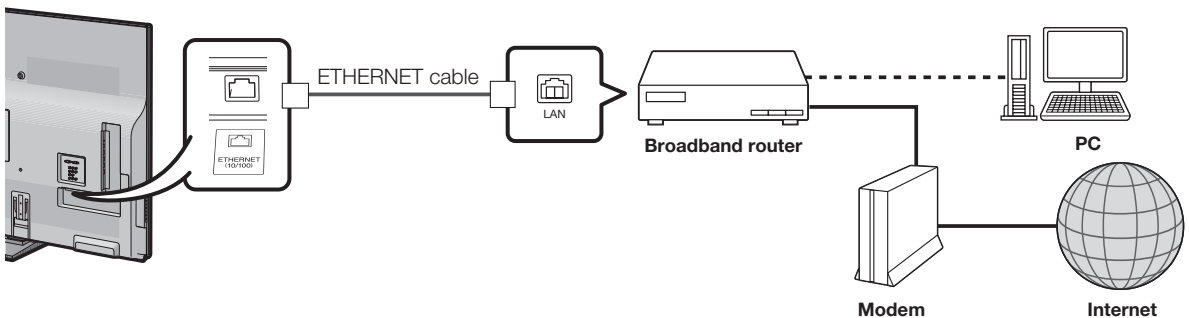 ETHERNET cable
ETHERNET
(10/100)
LAN
Broadband router
PC
Modem
Internet